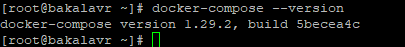 [root@bakalavr ~]# docker-compose --version
docker-compose version 1.29.2, build 5becea4c
[root@bakalavr ~]#